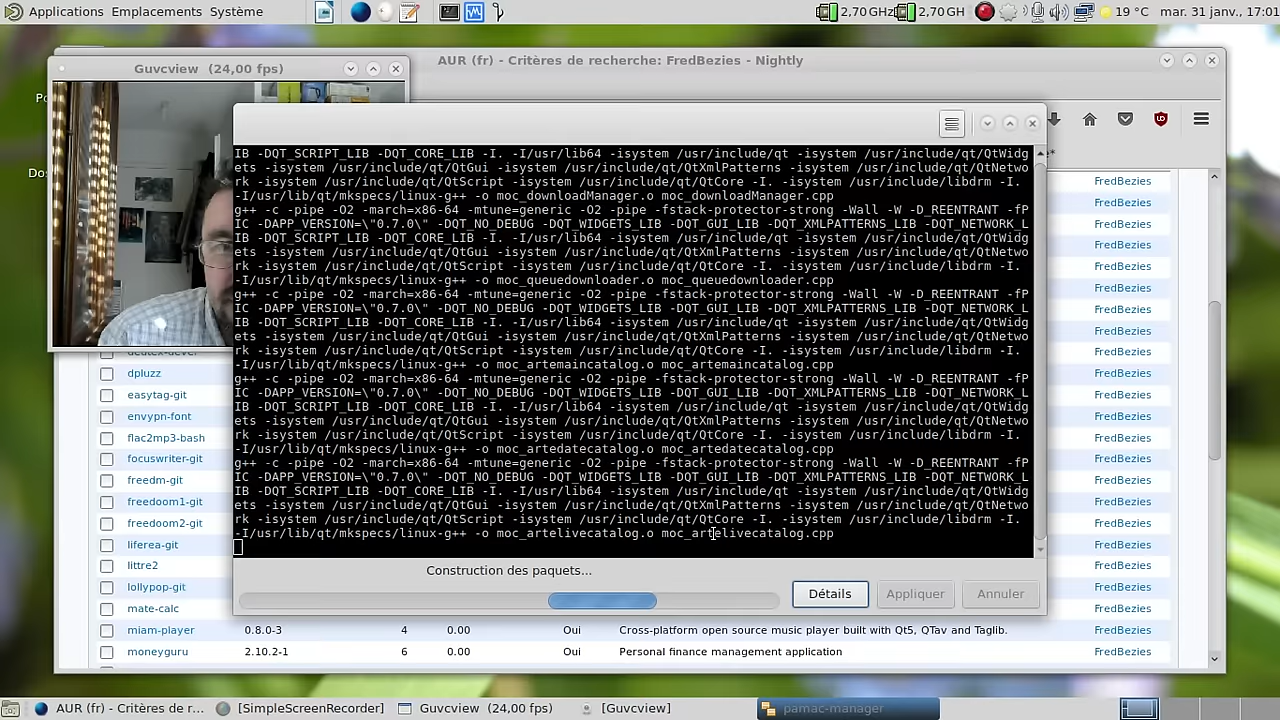 Applications Emplacements Système
2,70 GHz 2,70 GH 19 °C mar. 31 janv., 17:01
AUR (fr) - Critères de recherche: FredBezies - Nightly
Guvcview (24,00 fps)
IB -DQT_SCRIPT_LIB -DQT_CORE_LIB -I. -I/usr/lib64 -isystem /usr/include/qt -isystem /usr/include/qt/QtWidg
ets -isystem /usr/include/qt/QtGui -isystem /usr/include/qt/QtXmlPatterns -isystem /usr/include/qt/QtNetwo
rk -isystem /usr/include/qt/QtScript -isystem /usr/include/qt/QtCore -I. -isystem /usr/include/libdrm -I.
-I/usr/lib/qt/mkspecs/linux-g++ -o moc_downloadManager.o moc_downloadManager.cpp
g++ -c -pipe -O2 -march=x86-64 -mtune=generic -O2 -pipe -fstack-protector-strong -Wall -W -D_REENTRANT -fP
IC -DAPP_VERSION=\"0.7.0\" -DQT_NO_DEBUG -DQT_WIDGETS_LIB -DQT_GUI_LIB -DQT_XMLPATTERNS_LIB -DQT_NETWORK_L
IB -DQT_SCRIPT_LIB -DQT_CORE_LIB -I. -I/usr/lib64 -isystem /usr/include/qt -isystem /usr/include/qt/QtWidg
ets -isystem /usr/include/qt/QtGui -isystem /usr/include/qt/QtXmlPatterns -isystem /usr/include/qt/QtNetwo
rk -isystem /usr/include/qt/QtScript -isystem /usr/include/qt/QtCore -I. -isystem /usr/include/libdrm -I.
-I/usr/lib/qt/mkspecs/linux-g++ -o moc_queuedownloader.o moc_queuedownloader.cpp
g++ -c -pipe -O2 -march=x86-64 -mtune=generic -O2 -pipe -fstack-protector-strong -Wall -W -D_REENTRANT -fP
IC -DAPP_VERSION=\"0.7.0\" -DQT_NO_DEBUG -DQT_WIDGETS_LIB -DQT_GUI_LIB -DQT_XMLPATTERNS_LIB -DQT_NETWORK_L
IB -DQT_SCRIPT_LIB -DQT_CORE_LIB -I. -I/usr/lib64 -isystem /usr/include/qt -isystem /usr/include/qt/QtWidg
ets -isystem /usr/include/qt/QtGui -isystem /usr/include/qt/QtXmlPatterns -isystem /usr/include/qt/QtNetwo
rk -isystem /usr/include/qt/QtScript -isystem /usr/include/qt/QtCore -I. -isystem /usr/include/libdrm -I.
-I/usr/lib/qt/mkspecs/linux-g++ -o moc_artemaincatalog.o moc_artemaincatalog.cpp
g++ -c -pipe -O2 -march=x86-64 -mtune=generic -O2 -pipe -fstack-protector-strong -Wall -W -D_REENTRANT -fP
IC -DAPP_VERSION=\"0.7.0\" -DQT_NO_DEBUG -DQT_WIDGETS_LIB -DQT_GUI_LIB -DQT_XMLPATTERNS_LIB -DQT_NETWORK_L
IB -DQT_SCRIPT_LIB -DQT_CORE_LIB -I. -I/usr/lib64 -isystem /usr/include/qt -isystem /usr/include/qt/QtWidg
ets -isystem /usr/include/qt/QtGui -isystem /usr/include/qt/QtXmlPatterns -isystem /usr/include/qt/QtNetwo
rk -isystem /usr/include/qt/QtScript -isystem /usr/include/qt/QtCore -I. -isystem /usr/include/libdrm -I.
-I/usr/lib/qt/mkspecs/linux-g++ -o moc_artedatecatalog.o moc_artedatecatalog.cpp
g++ -c -pipe -O2 -march=x86-64 -mtune=generic -O2 -pipe -fstack-protector-strong -Wall -W -D_REENTRANT -fP
IC -DAPP_VERSION=\"0.7.0\" -DQT_NO_DEBUG -DQT_WIDGETS_LIB -DQT_GUI_LIB -DQT_XMLPATTERNS_LIB -DQT_NETWORK_L
IB -DQT_SCRIPT_LIB -DQT_CORE_LIB -I. -I/usr/lib64 -isystem /usr/include/qt -isystem /usr/include/qt/QtWidg
ets -isystem /usr/include/qt/QtGui -isystem /usr/include/qt/QtXmlPatterns -isystem /usr/include/qt/QtNetwo
rk -isystem /usr/include/qt/QtScript -isystem /usr/include/qt/QtCore -I. -isystem /usr/include/libdrm -I.
-I/usr/lib/qt/mkspecs/linux-g++ -o moc_artelivecatalog.o moc_artelivecatalog.cpp
Construction des paquets...
Détails Appliquer Annuler
FredBezies
FredBezies
FredBezies
FredBezies
FredBezies
FredBezies
FredBezies
FredBezies
FredBezies
dpluzz FredBezies
easytag-git FredBezies
envypn-font FredBezies
flac2mp3-bash FredBezies
focuswriter-git FredBezies
freedm-git FredBezies
freedoom1-git FredBezies
freedoom2-git FredBezies
liferea-git FredBezies
littre2 FredBezies
lollypop-git FredBezies
mate-calc FredBezies
miam-player 0.8.0-3 4 0.00 Oui Cross-platform open source music player built with Qt5, QTav and Taglib. FredBezies
moneyguru 2.10.2-1 6 0.00 Oui Personal finance management application FredBezies
AUR (fr) - Critères de r... [SimpleScreenRecorder] Guvcview (24,00 fps) [Guvcview] pamac-manager